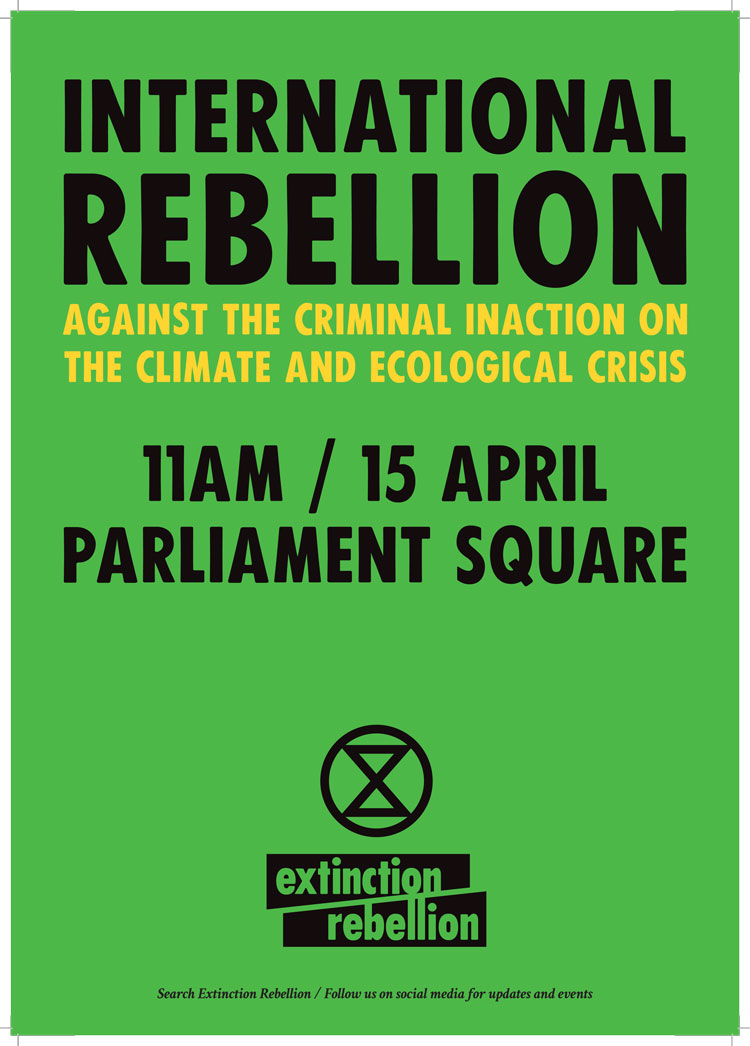 INTERNATIONAL
REBELLION
AGAINST THE CRIMINAL INACTION ON
THE CLIMATE AND ECOLOGICAL CRISIS
11AM / 15 APRIL
PARLIAMENT SQUARE
extinction
rebellion
Search Extinction Rebellion / Follow us on social media for updates and events